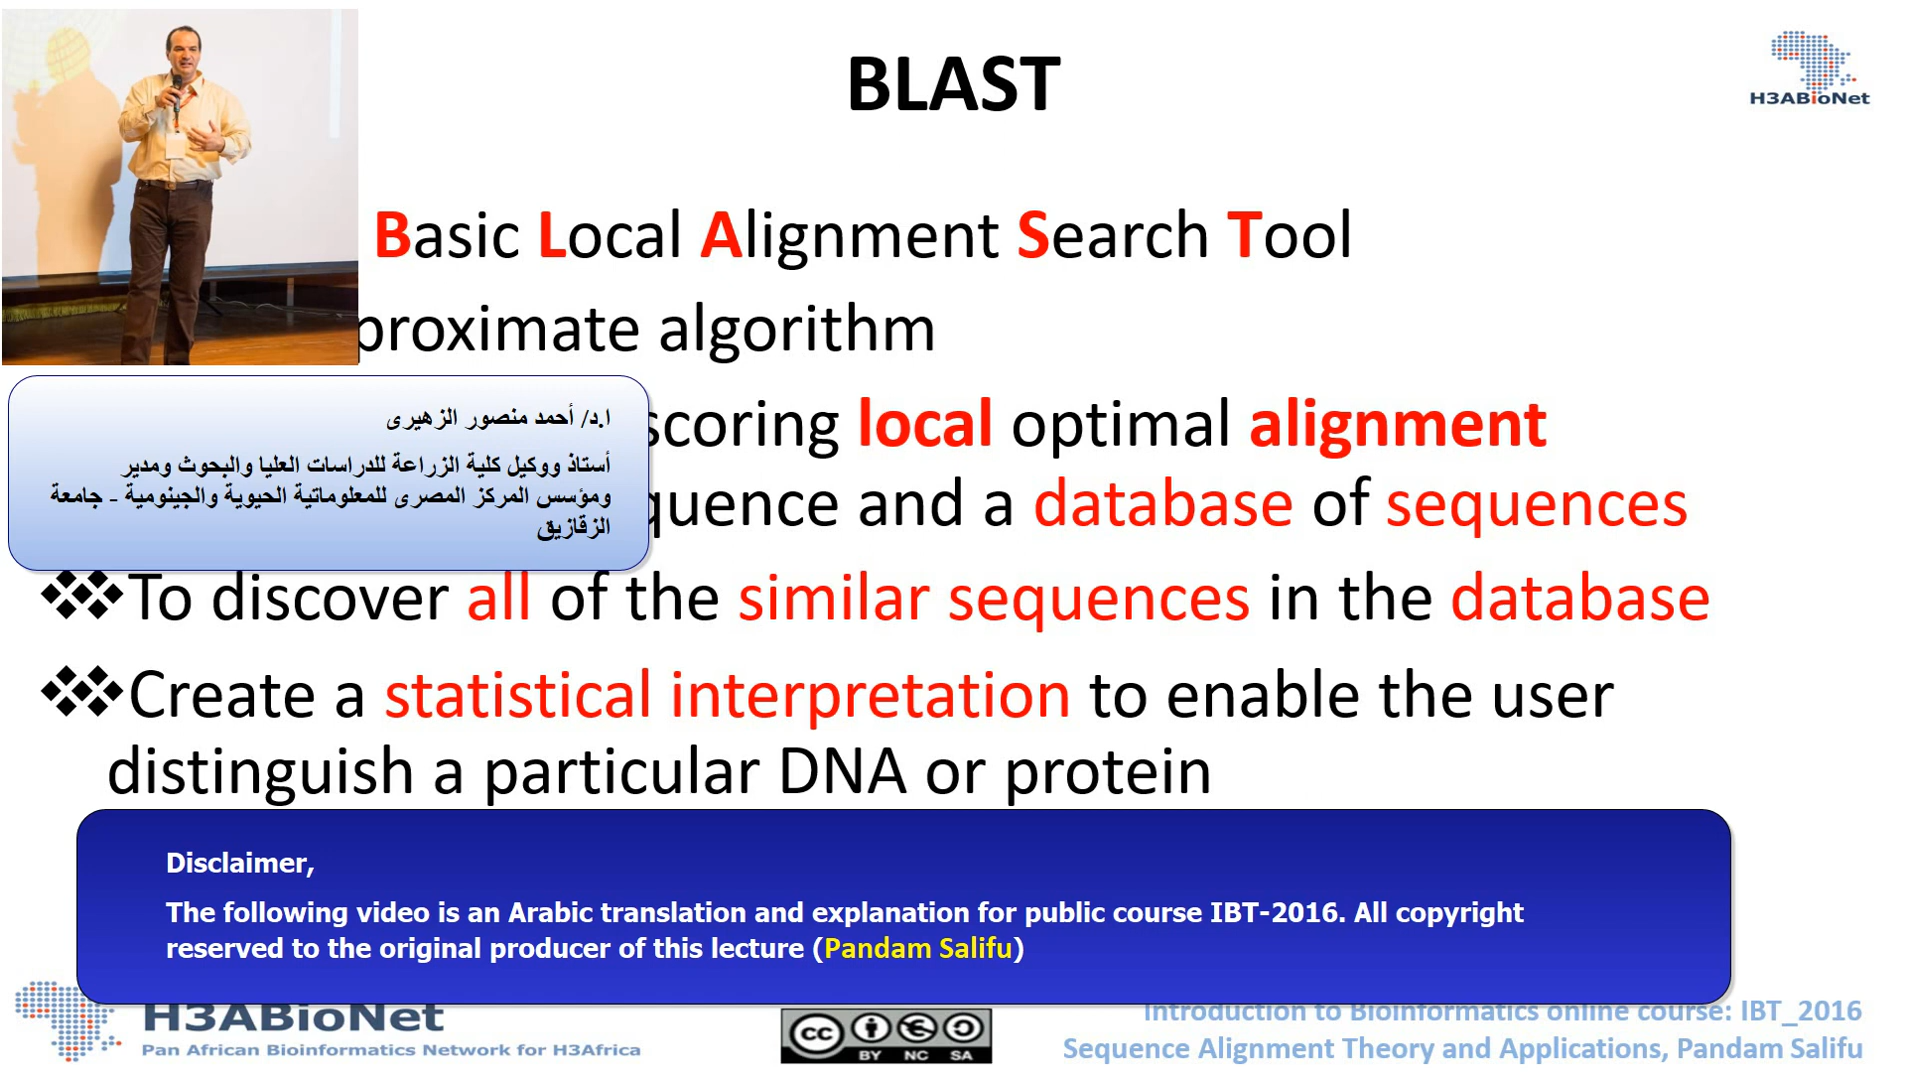 BLAST
H3ABioNet
Basic Local Alignment Search Tool
proximate algorithm
ا.د/ أحمد منصور الزهيرى
أستاذ ووكيل كلية الزراعة للدراسات العليا والبحوث ومدير
ومؤسس المركز المصرى للمعلوماتية الحيوية والجينومية - جامعة
الزقازيق
scoring local optimal alignment
quence and a database of sequences
To discover all of the similar sequences in the database
Create a statistical interpretation to enable the user
distinguish a particular DNA or protein
Disclaimer,
The following video is an Arabic translation and explanation for public course IBT-2016. All copyright
reserved to the original producer of this lecture (Pandam Salifu)
H3ABioNet
Pan African Bioinformatics Network for H3Africa
cc
BY NC SA
Introduction to Bioinformatics online course: IBT_2016
Sequence Alignment Theory and Applications, Pandam Salifu